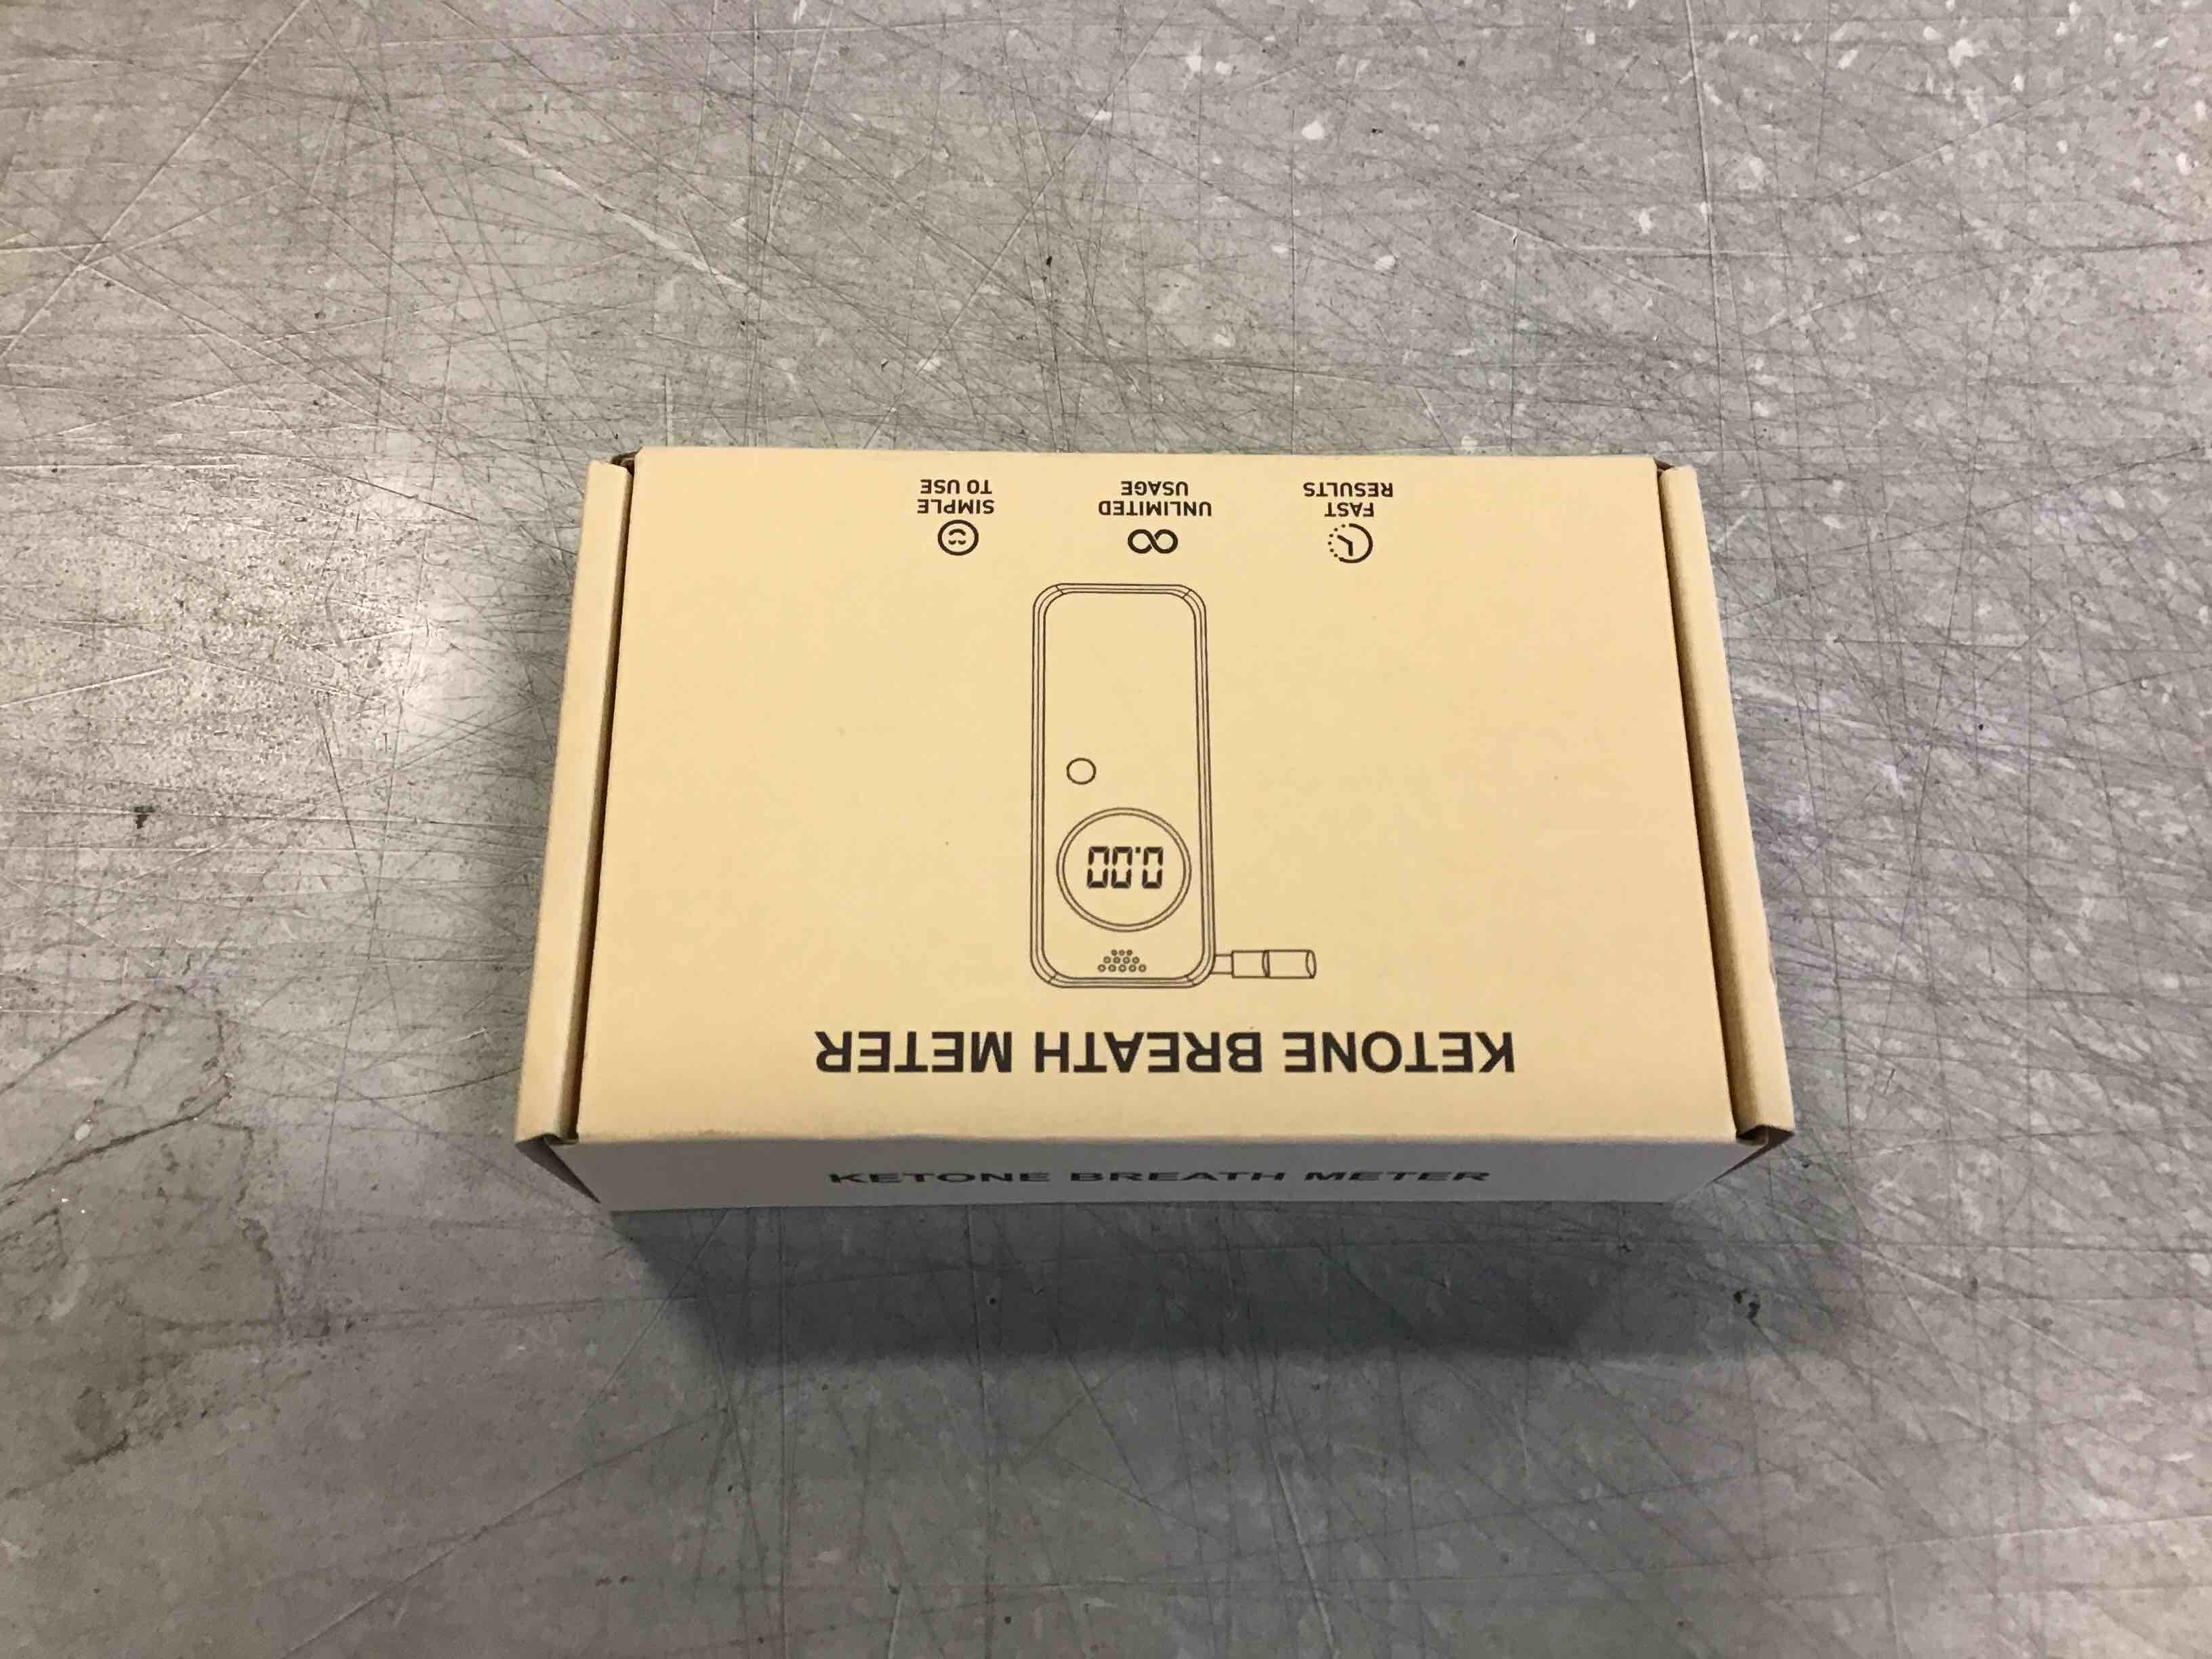 KETONE BREATH METER
0.00
FAST
RESULTS
UNLIMITED
USAGE
SIMPLE
TO USE
KETONE BREATH METER